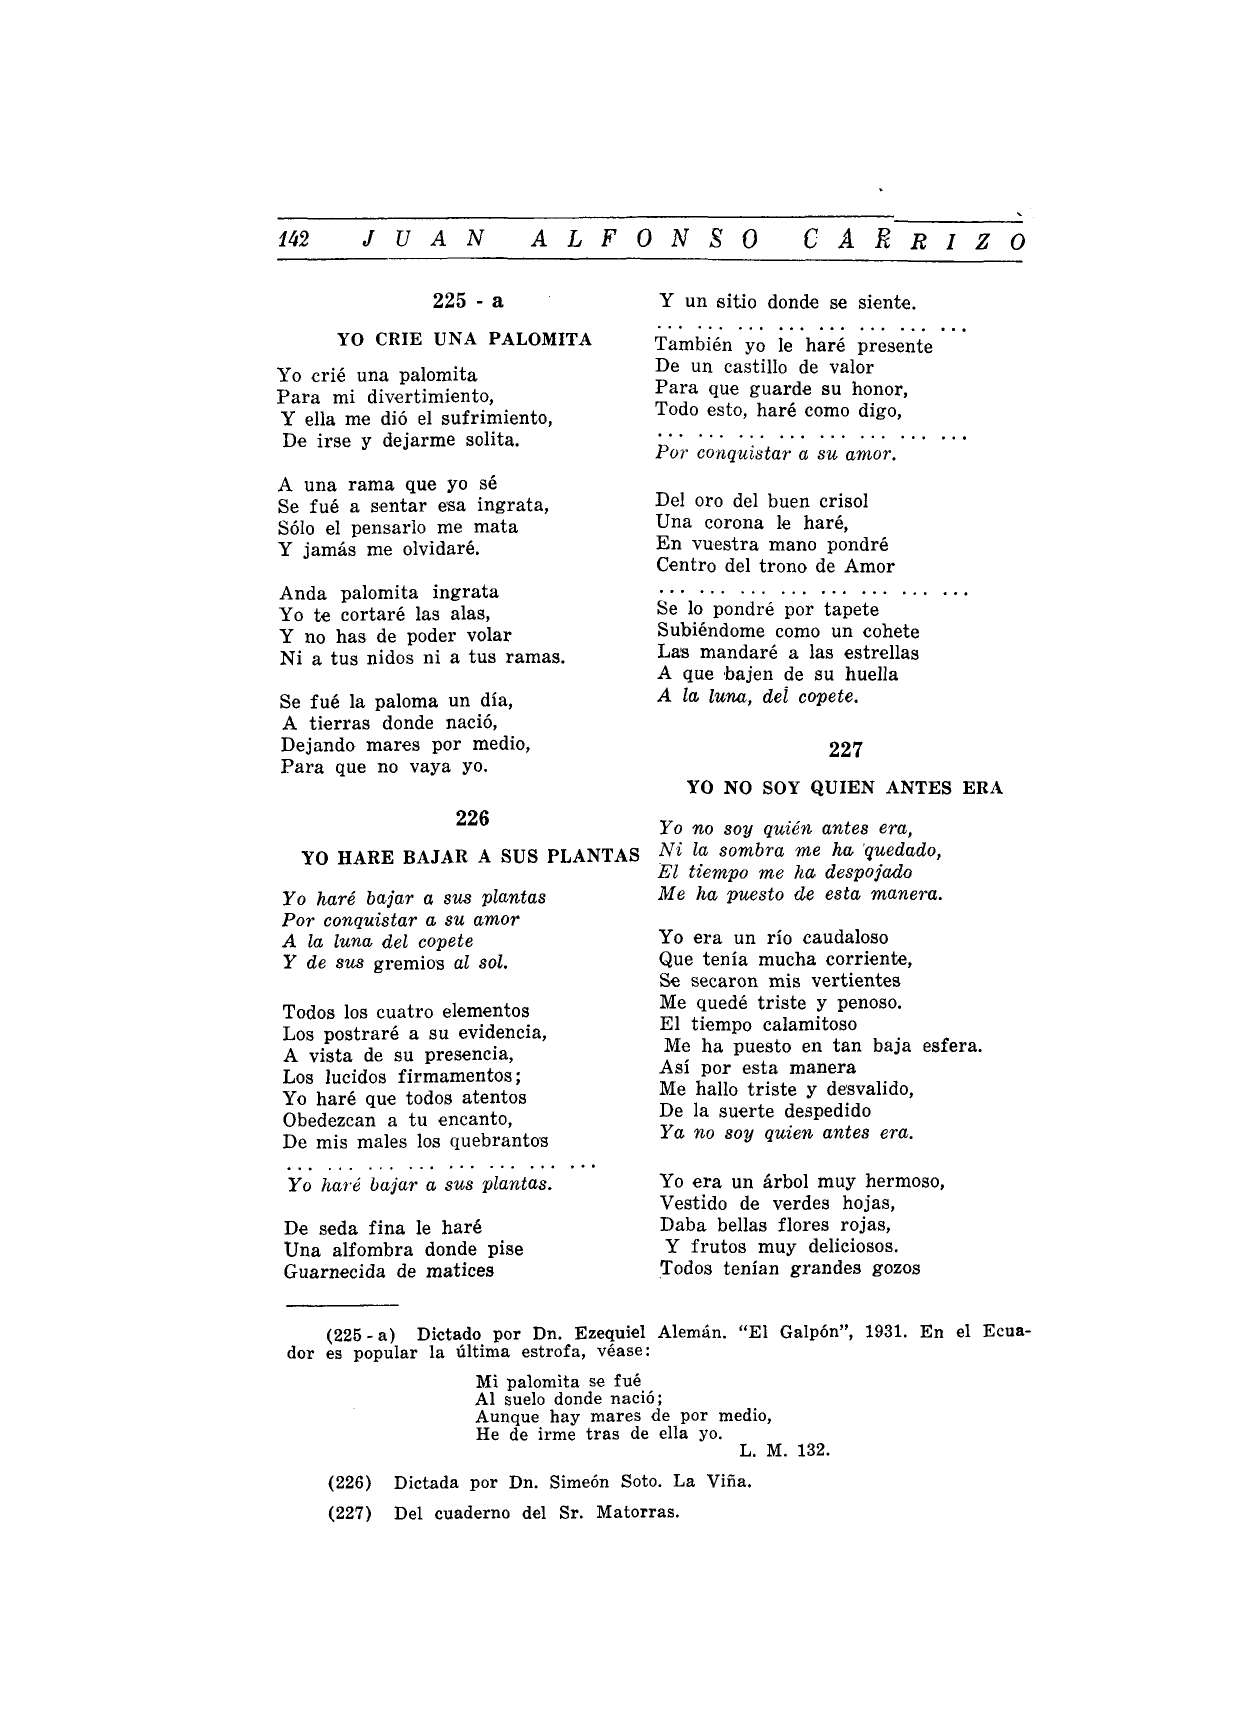 142 JUAN ALFONSO CARRIZO
225 - a
YO CRIE UNA PALOMITA
Yo crié una palomita
Para mi divertimiento,
Y ella me dió el sufrimiento,
De irse y dejarme solita.
A una rama que yo sé
Se fué a sentar esa ingrata,
Sólo el pensarlo me mata
Y jamás me olvidaré.
Anda palomita ingrata
Yo te cortaré las alas,
Y no has de poder volar
Ni a tus nidos ni a tus ramas.
Se fué la paloma un día,
A tierras donde nació,
Dejando mares por medio,
Para que no vaya yo.
226
YO HARE BAJAR A SUS PLANTAS
Yo haré bajar a sus plantas
Por conquistar a su amor
A la luna del copete
Y de sus gremios al sol.
Todos los cuatro elementos
Los postraré a su evidencia,
A vista de su presencia,
Los lucidos firmamentos;
Yo haré que todos atentos
Obedezcan a tu encanto,
De mis males los quebrantos
... ... ... ... ... ... ... ...
Yo haré bajar a sus plantas.
De seda fina le haré
Una alfombra donde pise
Guarnecida de matices
Y un sitio donde se siente.
... ... ... ... ... ... ... ...
También yo le haré presente
De un castillo de valor
Para que guarde su honor,
Todo esto, haré como digo,
... ... ... ... ... ... ... ...
Por conquistar a su amor.
Del oro del buen crisol
Una corona le haré,
En vuestra mano pondré
Centro del trono de Amor
... ... ... ... ... ... ... ...
Se lo pondré por tapete
Subiéndome como un cohete
Las mandaré a las estrellas
A que bajen de su huella
A la luna, del copete.
227
YO NO SOY QUIEN ANTES ERA
Yo no soy quién antes era,
Ni la sombra me ha quedado,
El tiempo me ha despojado
Me ha puesto de esta manera.
Yo era un río caudaloso
Que tenía mucha corriente,
Se secaron mis vertientes
Me quedé triste y penoso.
El tiempo calamitoso
Me ha puesto en tan baja esfera.
Así por esta manera
Me hallo triste y desvalido,
De la suerte despedido
Ya no soy quien antes era.
Yo era un árbol muy hermoso,
Vestido de verdes hojas,
Daba bellas flores rojas,
Y frutos muy deliciosos.
Todos tenían grandes gozos
(225 - a) Dictado por Dn. Ezequiel Alemán. “El Galpón”, 1931. En el Ecua-
dor es popular la última estrofa, véase:
Mi palomita se fué
Al suelo donde nació;
Aunque hay mares de por medio,
He de irme tras de ella yo.
L. M. 132.
(226) Dictada por Dn. Simeón Soto. La Viña.
(227) Del cuaderno del Sr. Matorras.